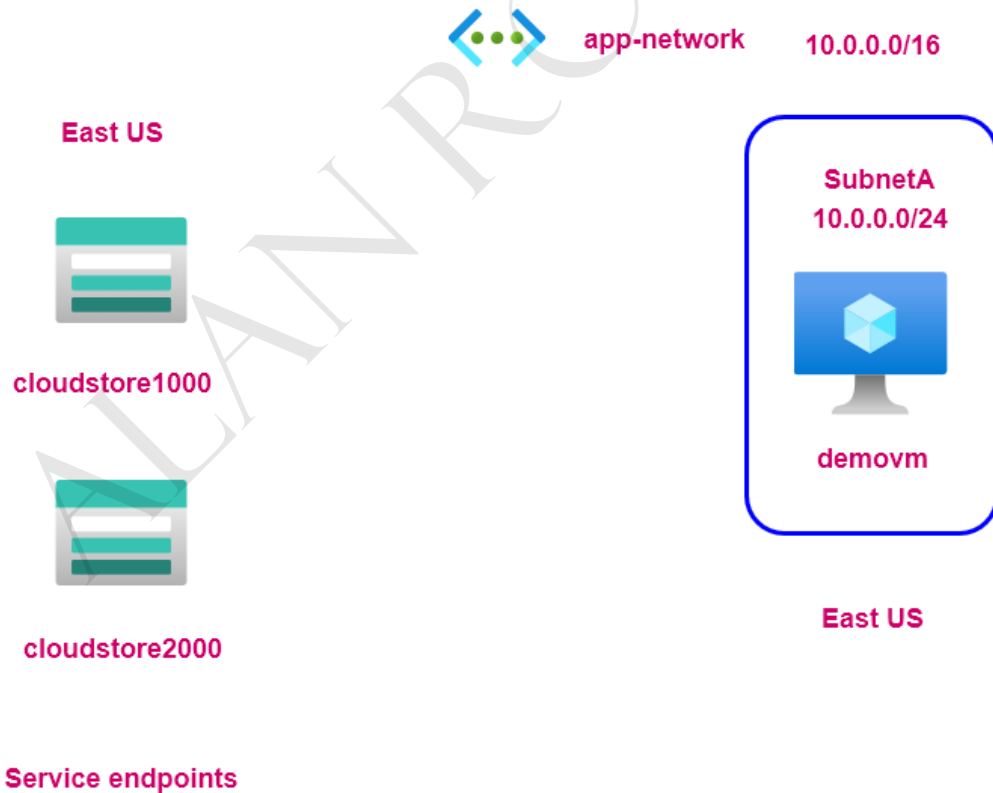 app-network
10.0.0.0/16
East US
SubnetA
10.0.0.0/24
cloudstore1000
demovm
East US
cloudstore2000
Service endpoints
ALAN